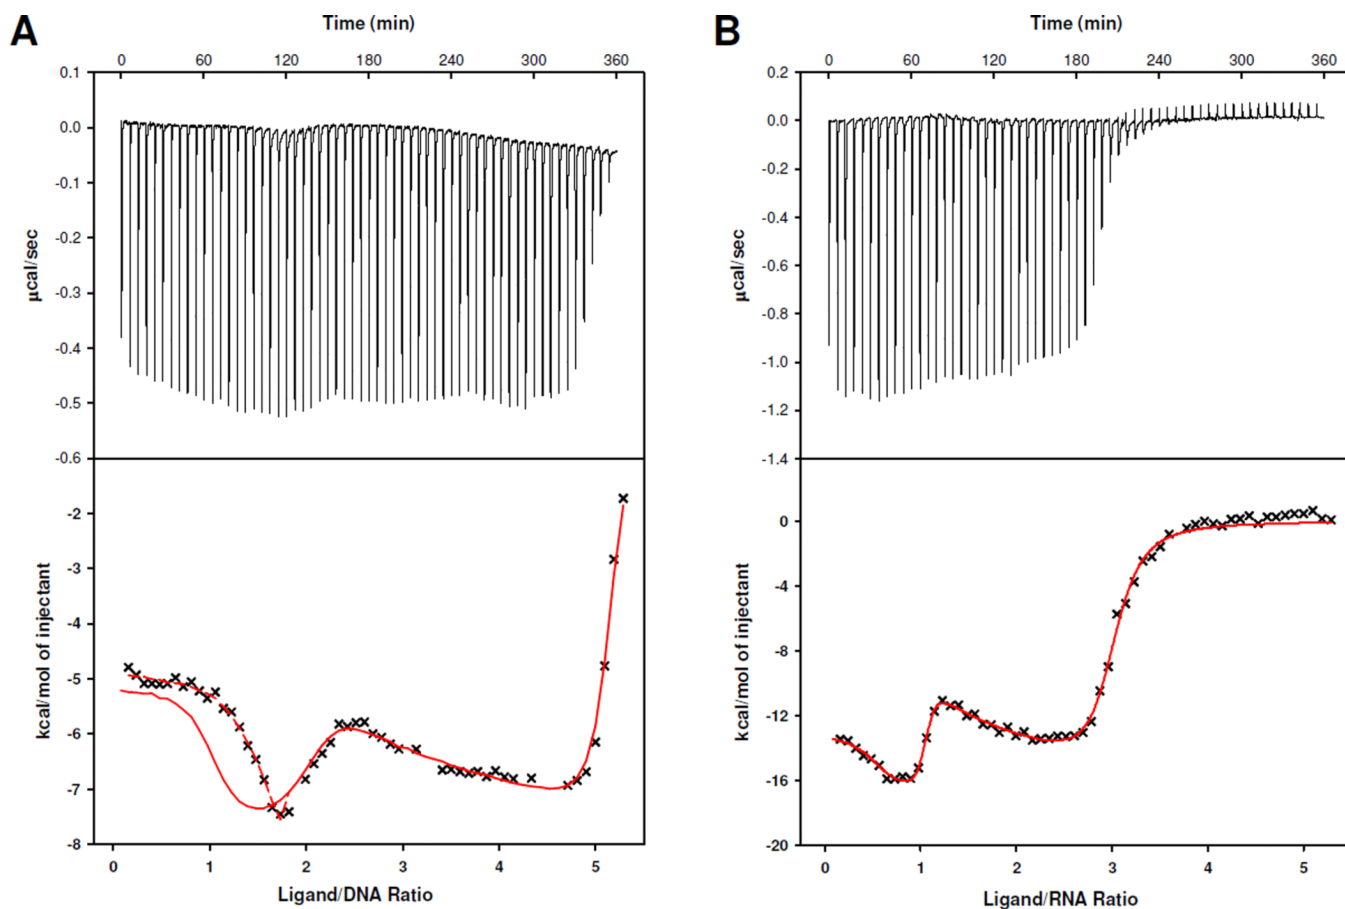 A
Time (min)
0 60 120 180 240 300 360
0.1
0.0
-0.1
-0.2
-0.3
-0.4
-0.5
-0.6
µcal/sec
-2
-3
-4
-5
-6
-7
-8
kcal/mol of injectant
0 1 2 3 4 5
Ligand/DNA Ratio
B
Time (min)
0 60 120 180 240 300 360
0.2
0.0
-0.2
-0.4
-0.6
-0.8
-1.0
-1.2
-1.4
µcal/sec
0
-4
-8
-12
-16
-20
kcal/mol of injectant
0 1 2 3 4 5
Ligand/RNA Ratio